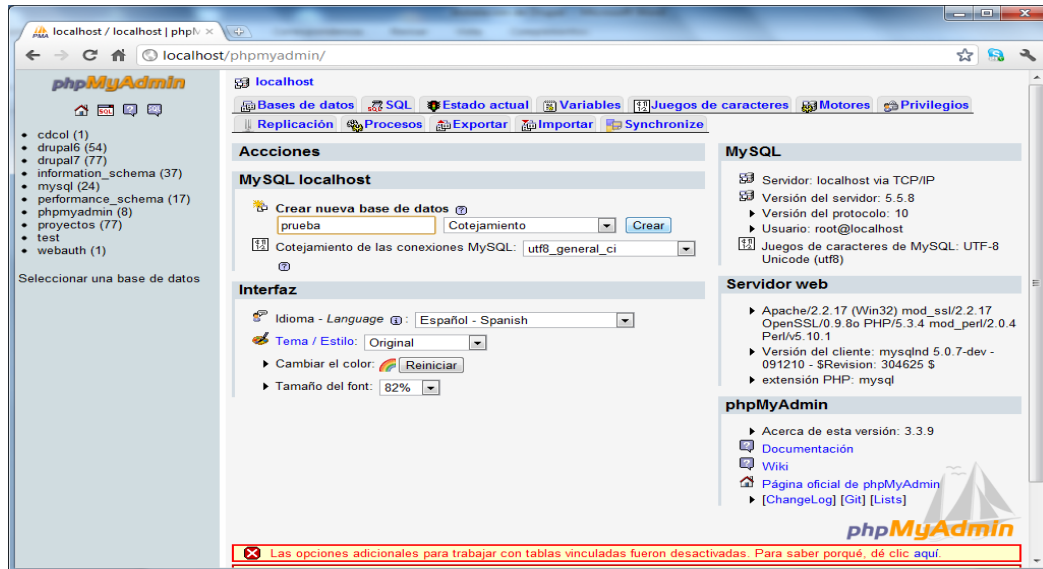 localhost / localhost | phpM
localhost/phpmyadmin/
phpMyAdmin
cdcol (1)
drupal6 (54)
drupal7 (77)
information_schema (37)
mysql (24)
performance_schema (17)
phpmyadmin (8)
proyectos (77)
test
webauth (1)
Seleccionar una base de datos
localhost
Bases de datos SQL Estado actual Variables Juegos de caracteres Motores Privilegios
Replicación Procesos Exportar Importar Synchronize
Accciones
MySQL localhost
Crear nueva base de datos
prueba Cotejamiento Crear
Cotejamiento de las conexiones MySQL: utf8_general_ci
Interfaz
Idioma - Language : Español - Spanish
Tema / Estilo: Original
Cambiar el color: Reiniciar
Tamaño del font: 82%
MySQL
Servidor: localhost via TCP/IP
Versión del servidor: 5.5.8
Versión del protocolo: 10
Usuario: root@localhost
Juegos de caracteres de MySQL: UTF-8
Unicode (utf8)
Servidor web
Apache/2.2.17 (Win32) mod_ssl/2.2.17
OpenSSL/0.9.8o PHP/5.3.4 mod_perl/2.0.4
Perl/v5.10.1
Versión del cliente: mysqlnd 5.0.7-dev -
091210 - $Revision: 304625 $
extensión PHP: mysql
phpMyAdmin
Acerca de esta versión: 3.3.9
Documentación
Wiki
Página oficial de phpMyAdmin
[ChangeLog] [Git] [Lists]
phpMyAdmin
Las opciones adicionales para trabajar con tablas vinculadas fueron desactivadas. Para saber porqué, dé clic aquí.